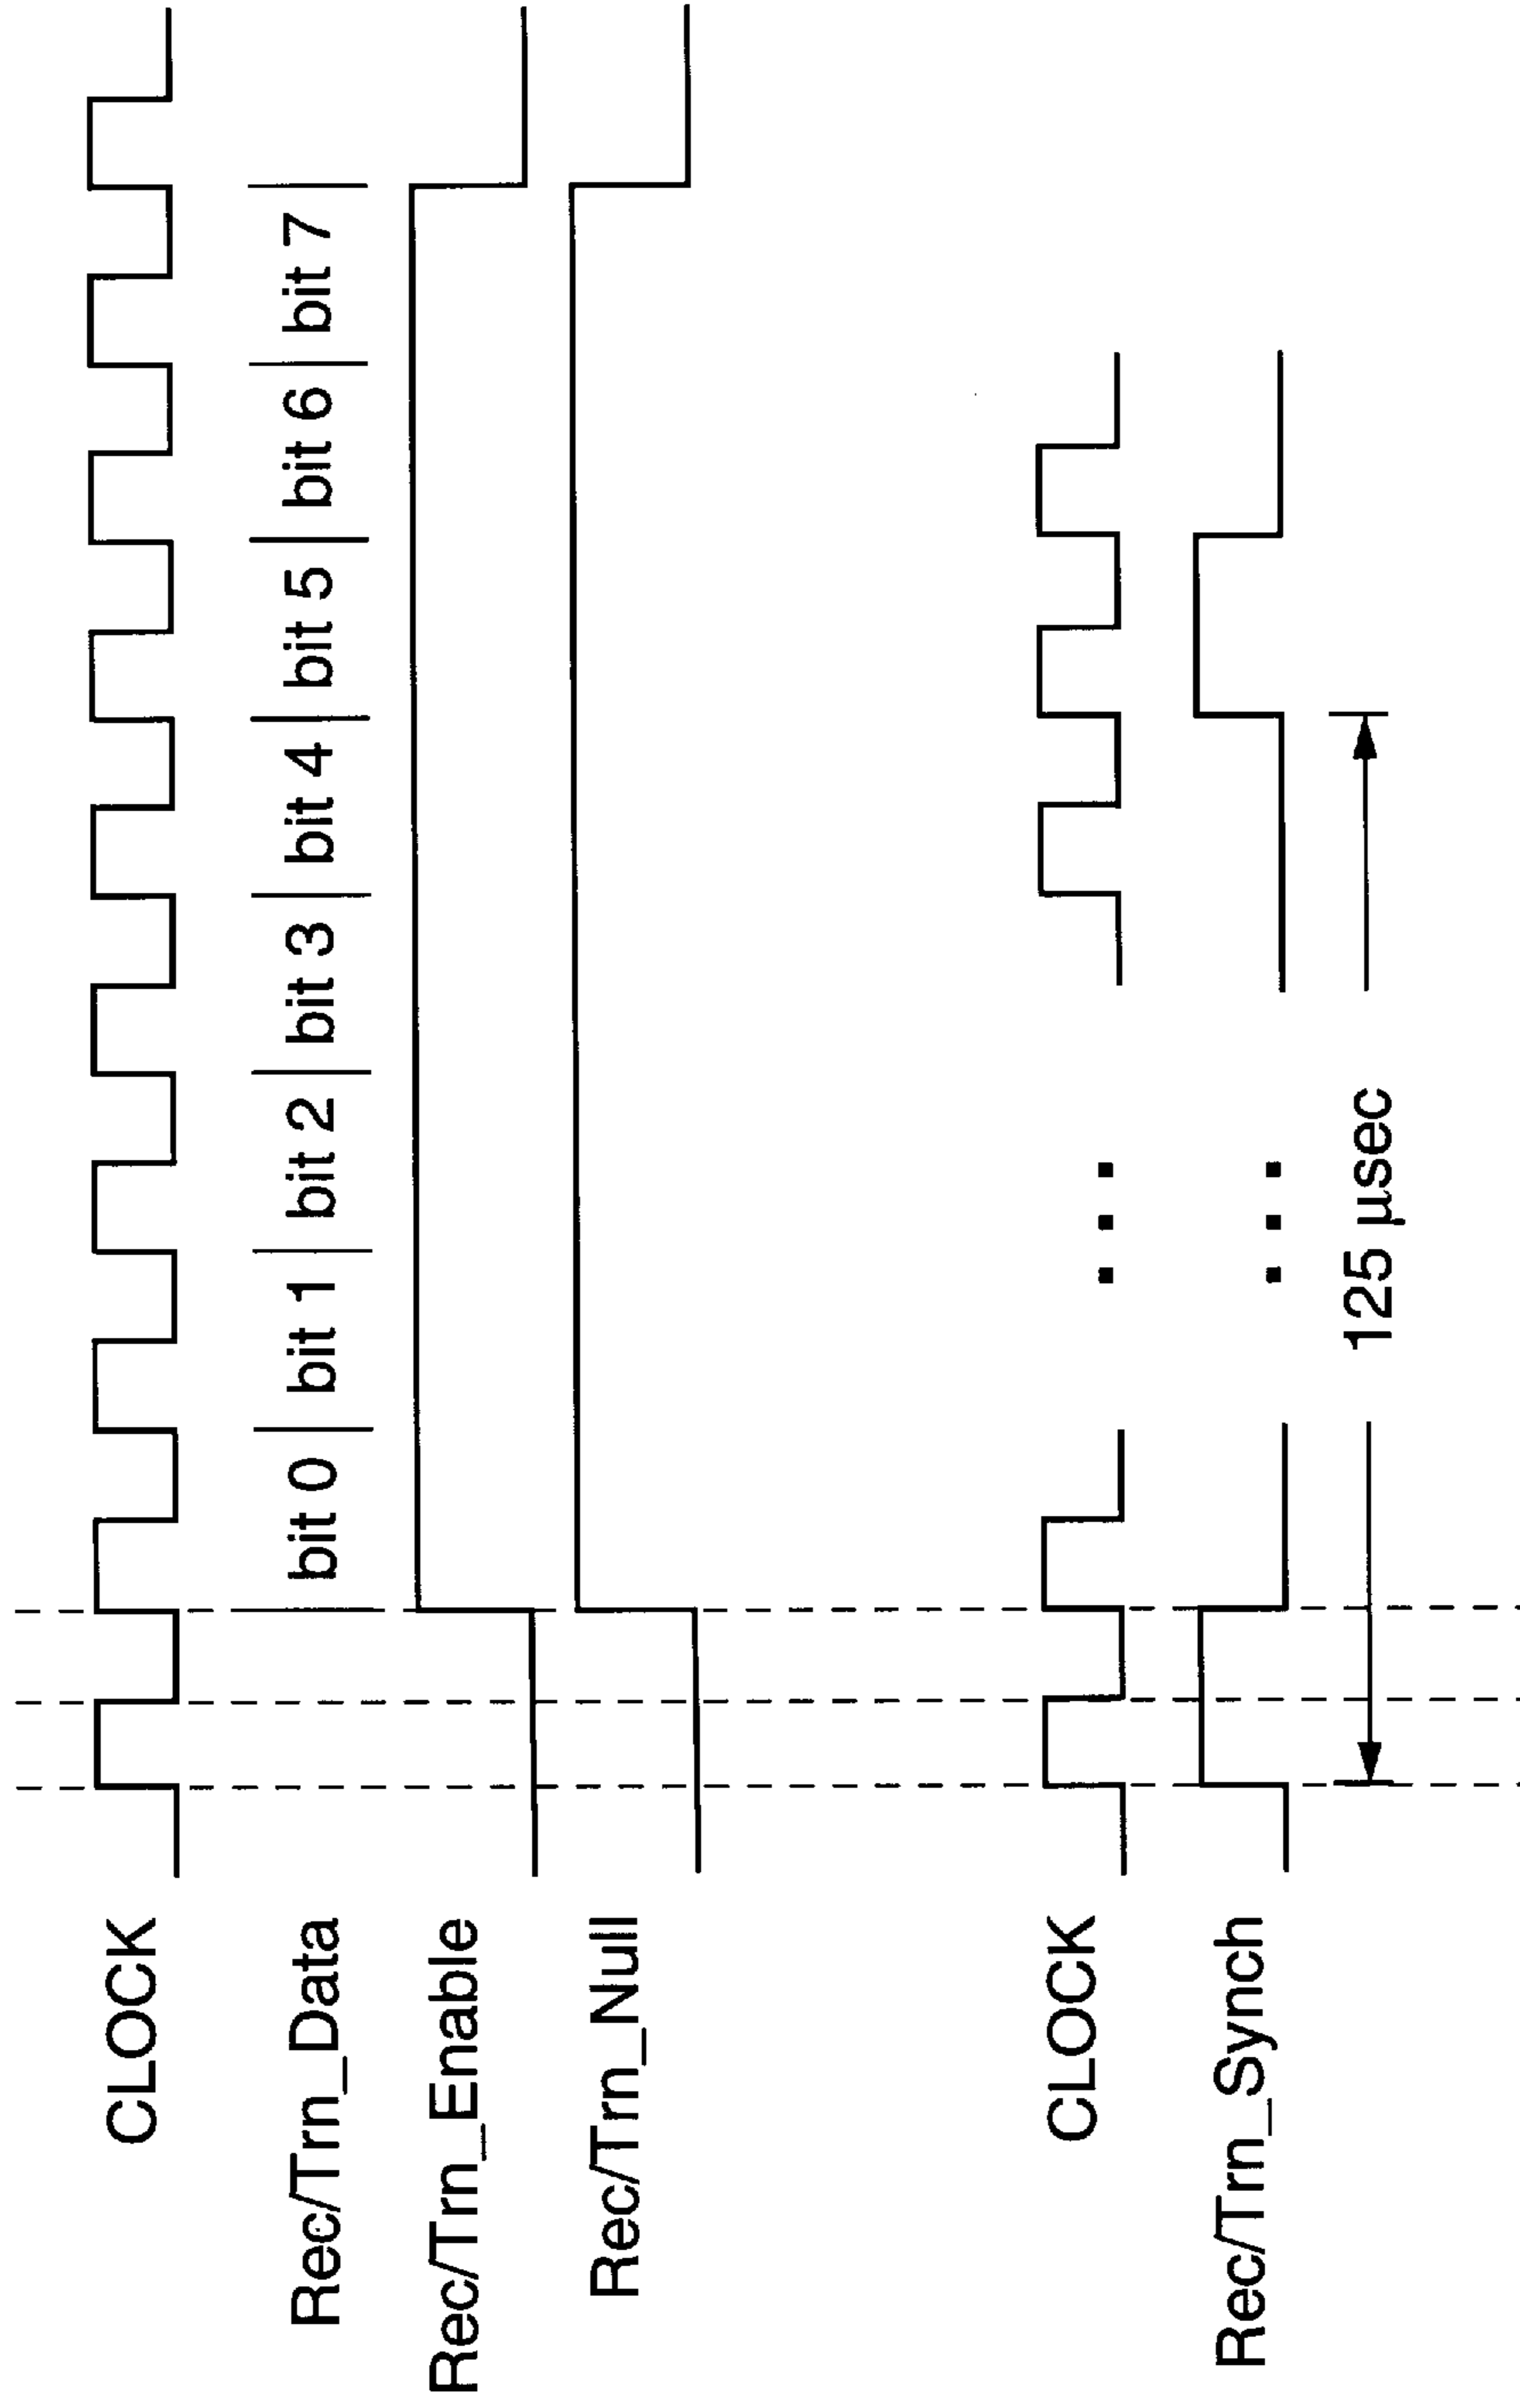 CLOCK
Rec/Trn_Data bit 0 bit 1 bit 2 bit 3 bit 4 bit 5 bit 6 bit 7
Rec/Trn_Enable
Rec/Trn_Null
CLOCK
Rec/Trn_Synch
125 µsec